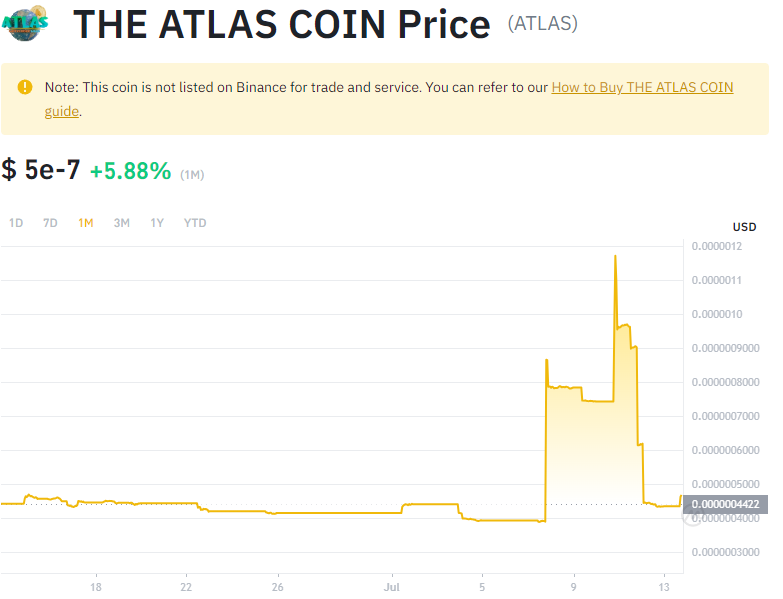 ATLAS
THE ATLAS COIN Price (ATLAS)
Note: This coin is not listed on Binance for trade and service. You can refer to our How to Buy THE ATLAS COIN
guide.
$ 5e-7 +5.88% (1M)
1D 7D 1M 3M 1Y YTD
USD
0.0000012
0.0000011
0.0000010
0.0000009000
0.0000008000
0.0000007000
0.0000006000
0.0000005000
0.0000004422
0.0000004000
0.0000003000
18 22 26 Jul 5 9 13